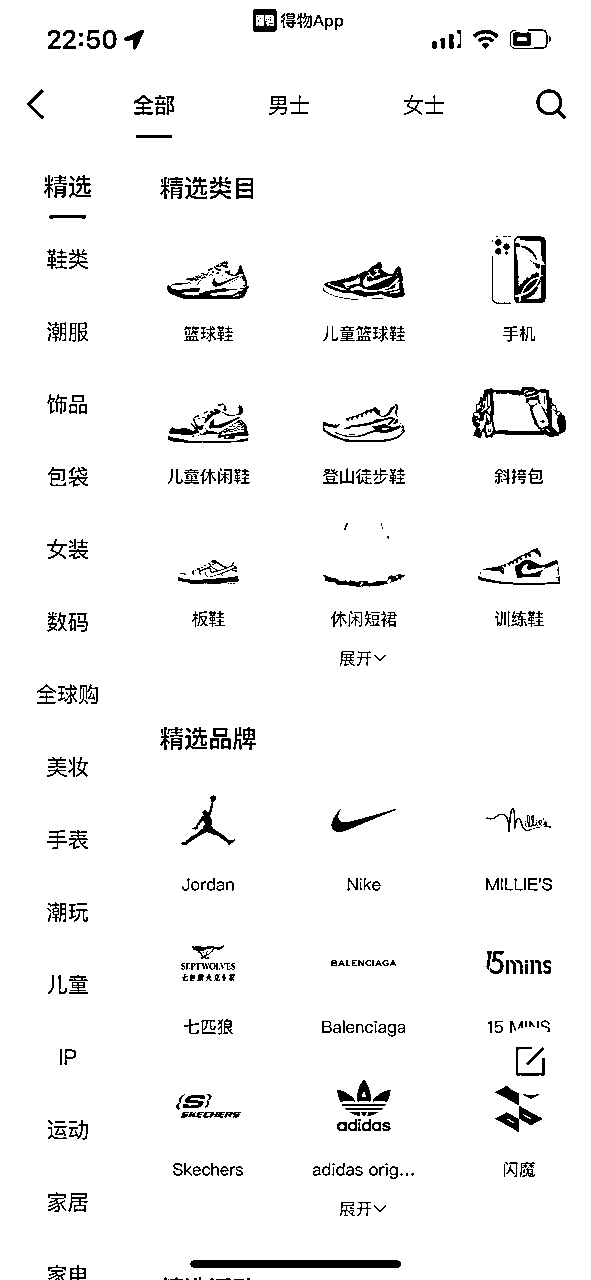 得物App
22:50
全部 男士 女士
精选
鞋类
潮服
饰品
包袋
女装
数码
全球购
美妆
手表
潮玩
儿童
IP
运动
家居
家电
精选类目
篮球鞋 儿童篮球鞋 手机
儿童休闲鞋 登山徒步鞋 斜挎包
板鞋 休闲短裙 训练鞋
展开
精选品牌
Millie's
Jordan Nike MILLIE'S
SEPTWOLVES BALENCIAGA 15mins
七匹狼 Balenciaga 15 MINS
SKECHERS adidas
Skechers adidas orig... 闪魔
展开